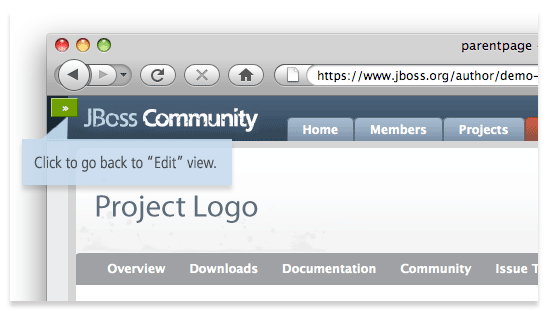 parentpage -
https://www.jboss.org/author/demo-
»
JBoss Community
Home Members Projects
Click to go back to “Edit” view.
Project Logo
Overview Downloads Documentation Community Issue T